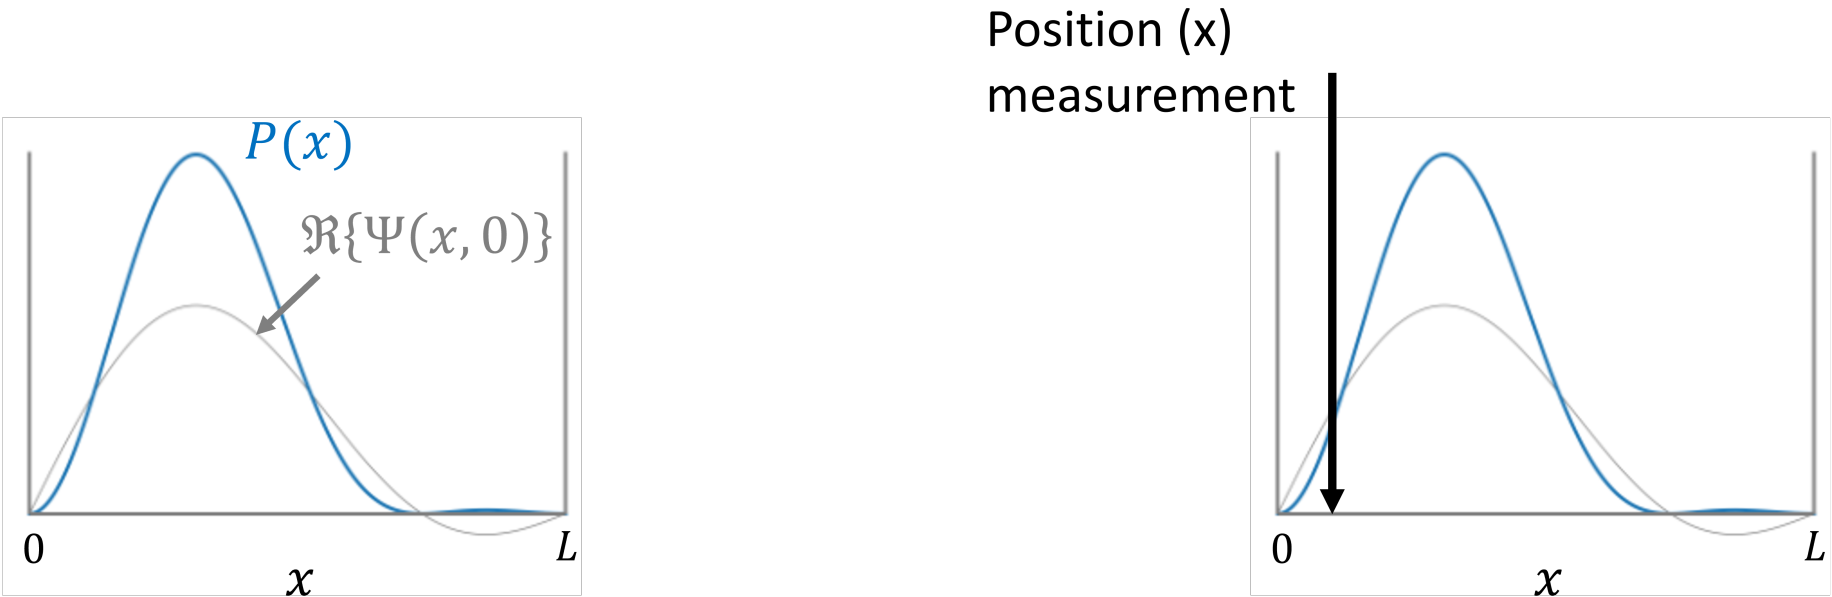 P(x)
ℜ{Ψ(x, 0)}
0
L
x
Position (x)
measurement
0
L
x